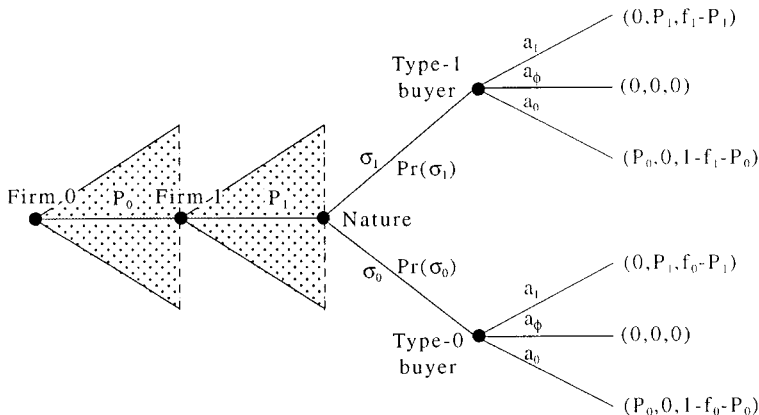 (0,P₁,f₁-P₁)
a₁
Type-1
buyer
a_ϕ
(0,0,0)
a₀
σ₁
Pr(σ₁)
(P₀,0,1-f₁-P₀)
Firm 0
P₀
Firm 1
P₁
Nature
σ₀
Pr(σ₀)
(0,P₁,f₀-P₁)
a₁
Type-0
buyer
a_ϕ
(0,0,0)
a₀
(P₀,0,1-f₀-P₀)